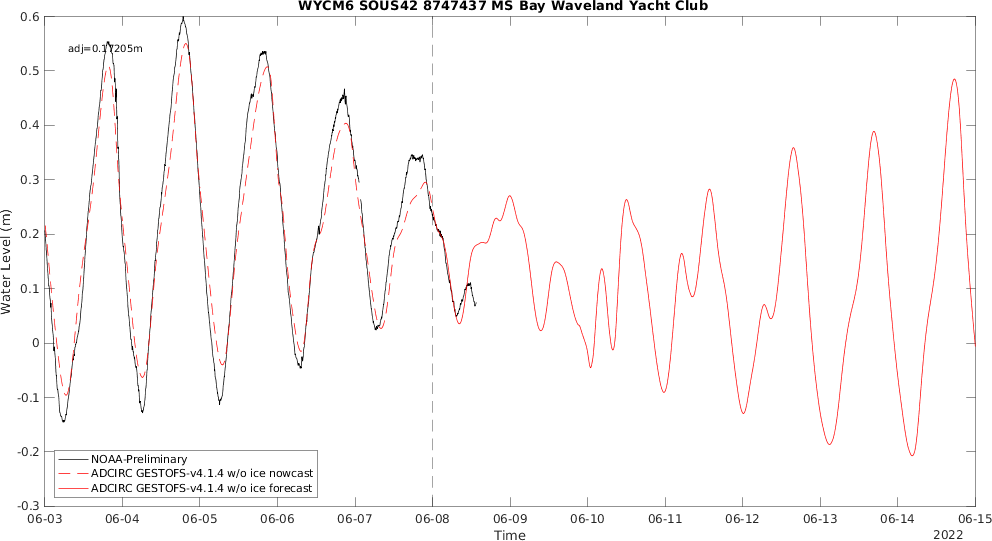 WYCM6 SOUS42 8747437 MS Bay Waveland Yacht Club
adj=0.17205m
Water Level (m)
0.6
0.5
0.4
0.3
0.2
0.1
0
-0.1
-0.2
-0.3
NOAA-Preliminary
ADCIRC GESTOFS-v4.1.4 w/o ice nowcast
ADCIRC GESTOFS-v4.1.4 w/o ice forecast
06-03 06-04 06-05 06-06 06-07 06-08 06-09 06-10 06-11 06-12 06-13 06-14 06-15
Time
2022